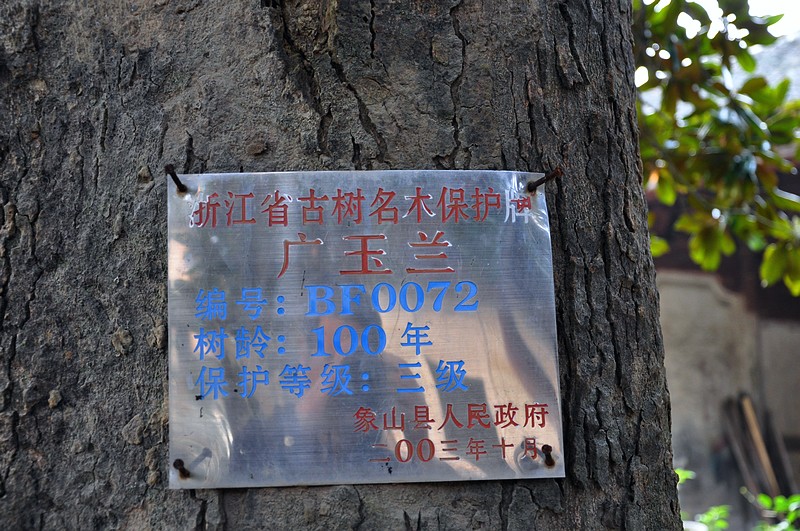 浙江省古树名木保护牌
广玉兰
编号：BF0072
树龄：100年
保护等级：三级
象山县人民政府
二00三年十月